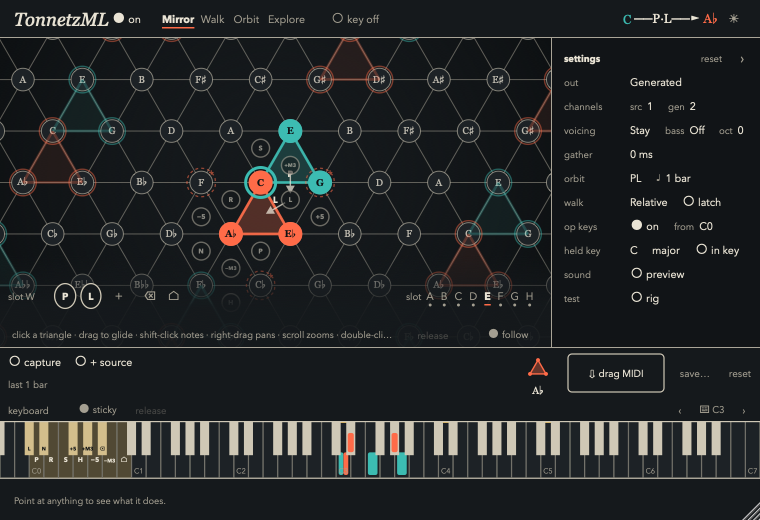 TonnetzML on Mirror Walk Orbit Explore key off C P·L A♭
G♯ D♯
A E B F♯ C♯ A♯ E♯
settings reset ›
out Generated
channels src 1 gen 2
C G D A E B F♯ C♯ G♯
voicing Stay bass Off oct 0
S
gather 0 ms
+M3
A♭ E♭ B♭ F C G D A E B
orbit PL ♩ 1 bar
R L L
walk Relative latch
−S +S
op keys on from C0
C♭ G♭ D♭ A♭ E♭ B♭ F C G
held key C major in key
N P
−M3
sound preview
A♭♭ E♭♭ B♭♭ F♭ C♭ A♭ E♭
slot W P L + slot A B C D E F G H
N
test rig
click a triangle · drag to glide · shift-click notes · right-drag pans · scroll zooms · double-cli… release follow
capture + source
last 1 bar
A♭
⇩ drag MIDI save… reset
keyboard sticky release ‹ C3 ›
L N +S +M3
P R S H −S −M3
C0 C1 C2 C4 C5 C6 C7
Point at anything to see what it does.